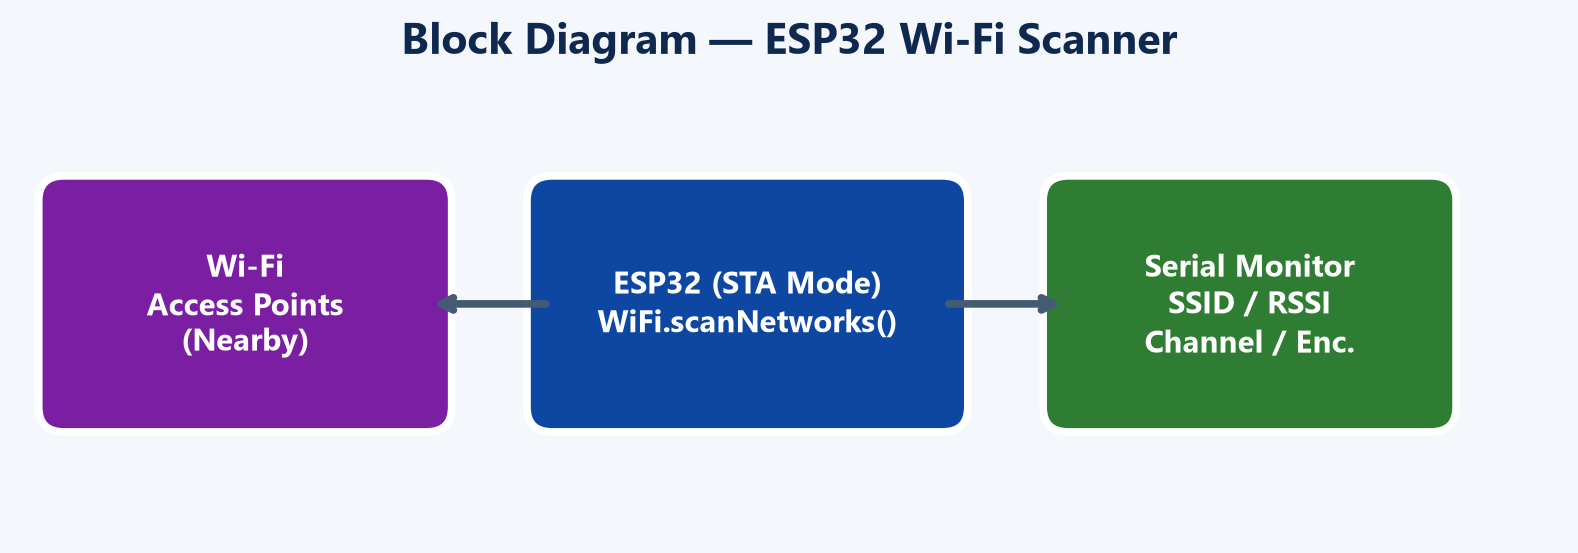 Block Diagram — ESP32 Wi-Fi Scanner
Wi-Fi
Access Points
(Nearby)
ESP32 (STA Mode)
WiFi.scanNetworks()
Serial Monitor
SSID / RSSI
Channel / Enc.